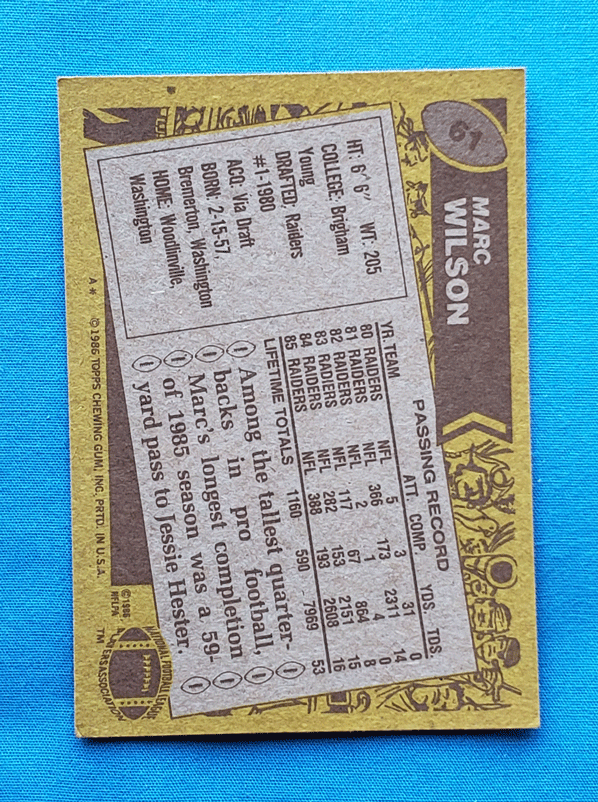 61
MARC
WILSON
HT: 6'6" WT: 205
COLLEGE: Brigham
Young
DRAFTED: Raiders
#1-1980
ACQ: Via Draft
BORN: 2-15-57,
Bremerton, Washington
HOME: Woodinville,
Washington
PASSING RECORD
YR. TEAM ATT. COMP. YDS. TDS.
80 RAIDERS NFL 5 3 31 0
81 RAIDERS NFL 366 173 2311 14
82 RAIDERS NFL 2 1 4 0
83 RAIDERS NFL 117 67 864 8
84 RAIDERS NFL 282 153 2151 15
85 RAIDERS NFL 388 193 2608 16
LIFETIME TOTALS 1160 590 7969 53
Among the tallest quarter-
backs in pro football,
Marc's longest completion
of 1985 season was a 59-
yard pass to Jessie Hester.
A* © 1986 TOPPS CHEWING GUM, INC. PRTD. IN U.S.A.
© 1986
NFLPA
TM